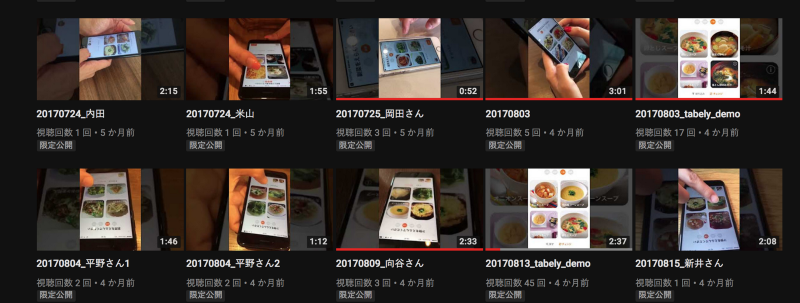 2:15
1:55
0:52
3:01
1:44
20170724_内田
20170724_米山
20170725_岡田さん
20170803
20170803_tabely_demo
視聴回数 1 回・5 か月前
視聴回数 1 回・5 か月前
視聴回数 3 回・5 か月前
視聴回数 5 回・4 か月前
視聴回数 17 回・4 か月前
限定公開
限定公開
限定公開
限定公開
限定公開
1:46
1:12
2:33
2:37
2:08
20170804_平野さん1
20170804_平野さん2
20170809_向谷さん
20170813_tabely_demo
20170815_新井さん
視聴回数 2 回・4 か月前
視聴回数 2 回・4 か月前
視聴回数 3 回・4 か月前
視聴回数 45 回・4 か月前
視聴回数 3 回・4 か月前
限定公開
限定公開
限定公開
限定公開
限定公開